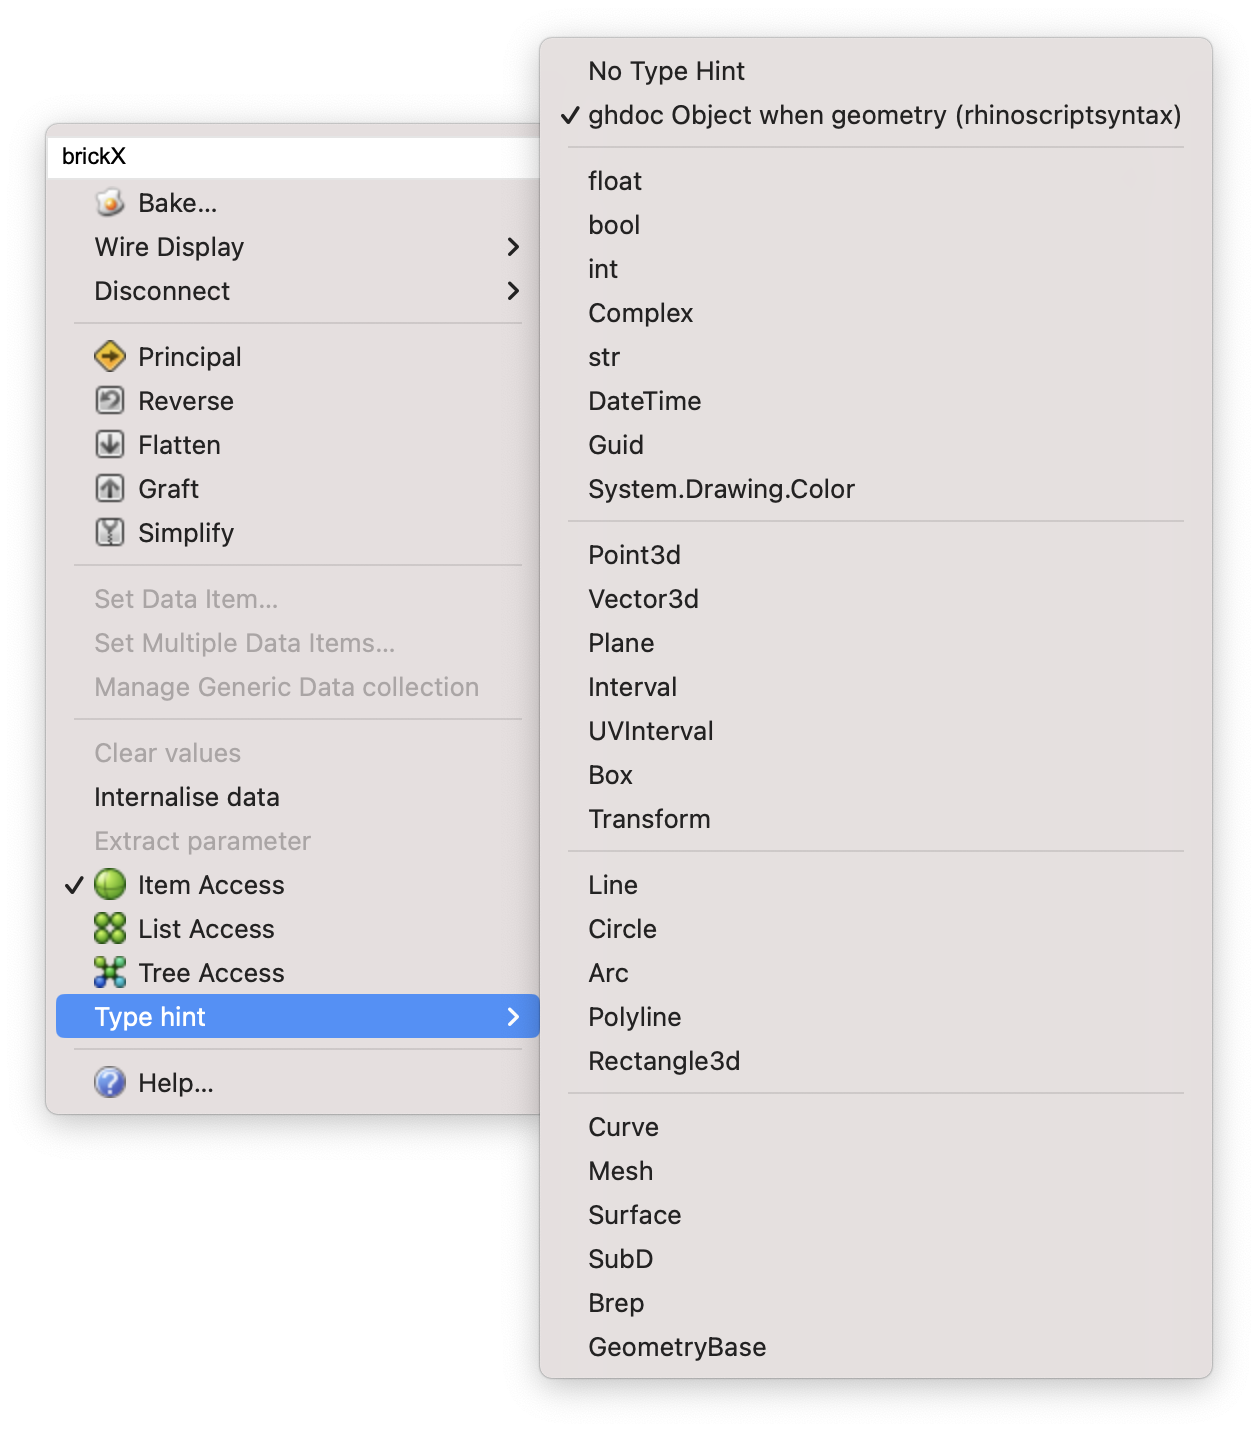 brickX
Bake...
Wire Display
Disconnect
Principal
Reverse
Flatten
Graft
Simplify
Set Data Item...
Set Multiple Data Items...
Manage Generic Data collection
Clear values
Internalise data
Extract parameter
Item Access
List Access
Tree Access
Type hint
Help...
No Type Hint
ghdoc Object when geometry (rhinoscriptsyntax)
float
bool
int
Complex
str
DateTime
Guid
System.Drawing.Color
Point3d
Vector3d
Plane
Interval
UVInterval
Box
Transform
Line
Circle
Arc
Polyline
Rectangle3d
Curve
Mesh
Surface
SubD
Brep
GeometryBase